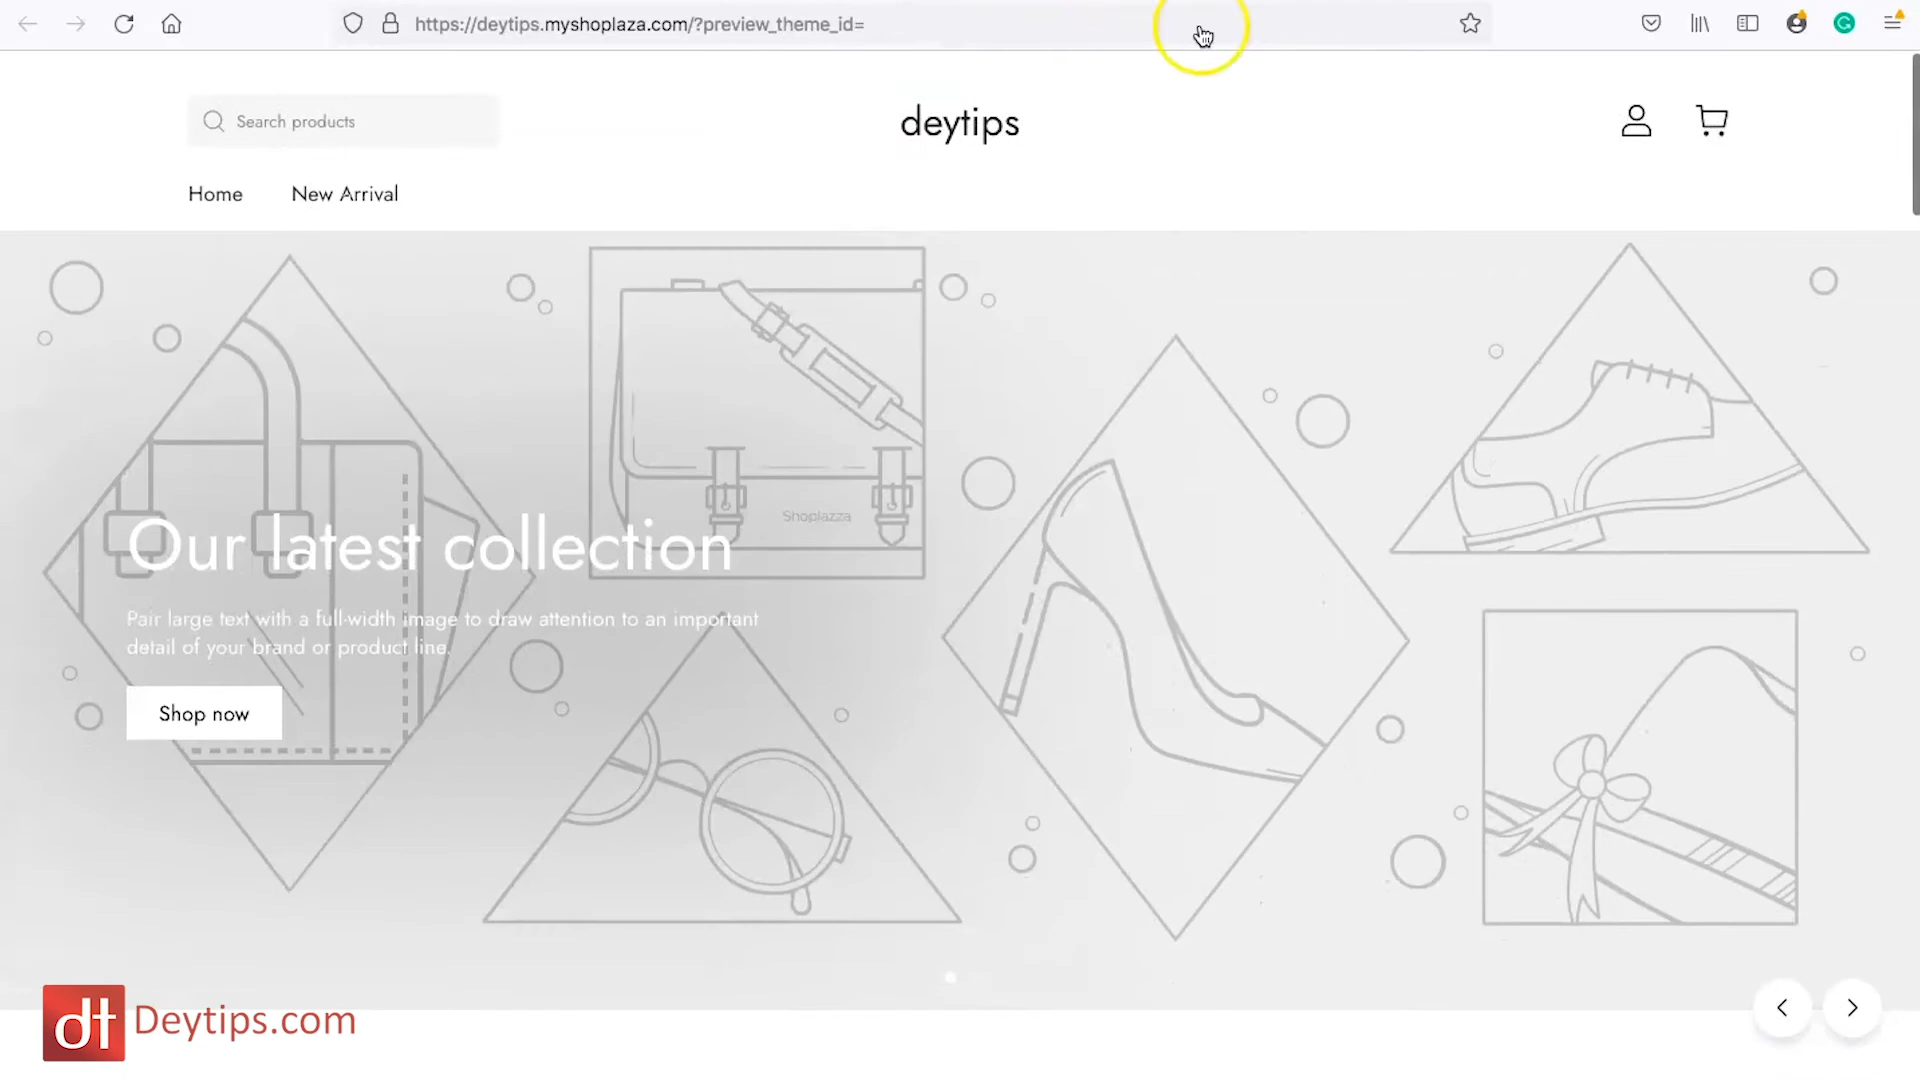 https://deytips.myshoplaza.com/?preview_theme_id=
Search products
deytips
Home
New Arrival
Shoplazza
Our latest collection
Pair large text with a full-width image to draw attention to an important
detail of your brand or product line.
Shop now
dt
Deytips.com